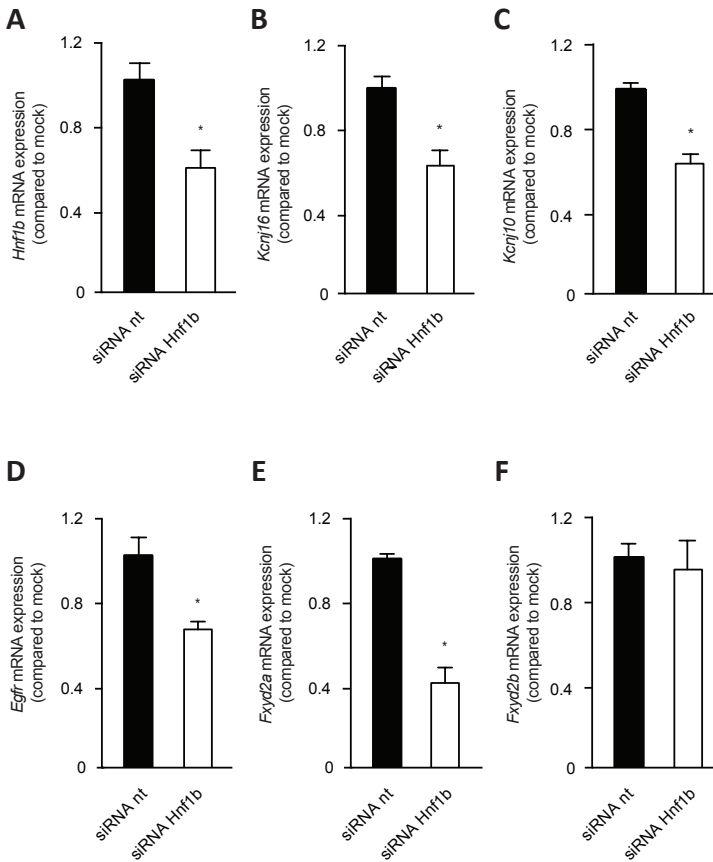 A
Hnf1b mRNA expression
(compared to mock)
1.2
0.8
0.4
0
*
siRNA nt
siRNA Hnf1b
B
Kcnj16 mRNA expression
(compared to mock)
1.2
0.8
0.4
0
*
siRNA nt
siRNA Hnf1b
C
Kcnj10 mRNA expression
(compared to mock)
1.2
0.8
0.4
0
*
siRNA nt
siRNA Hnf1b
D
Egfr mRNA expression
(compared to mock)
1.2
0.8
0.4
0
*
siRNA nt
siRNA Hnf1b
E
Fxyd2a mRNA expression
(compared to mock)
1.2
0.8
0.4
0
*
siRNA nt
siRNA Hnf1b
F
Fxyd2b mRNA expression
(compared to mock)
1.2
0.8
0.4
0
siRNA nt
siRNA Hnf1b